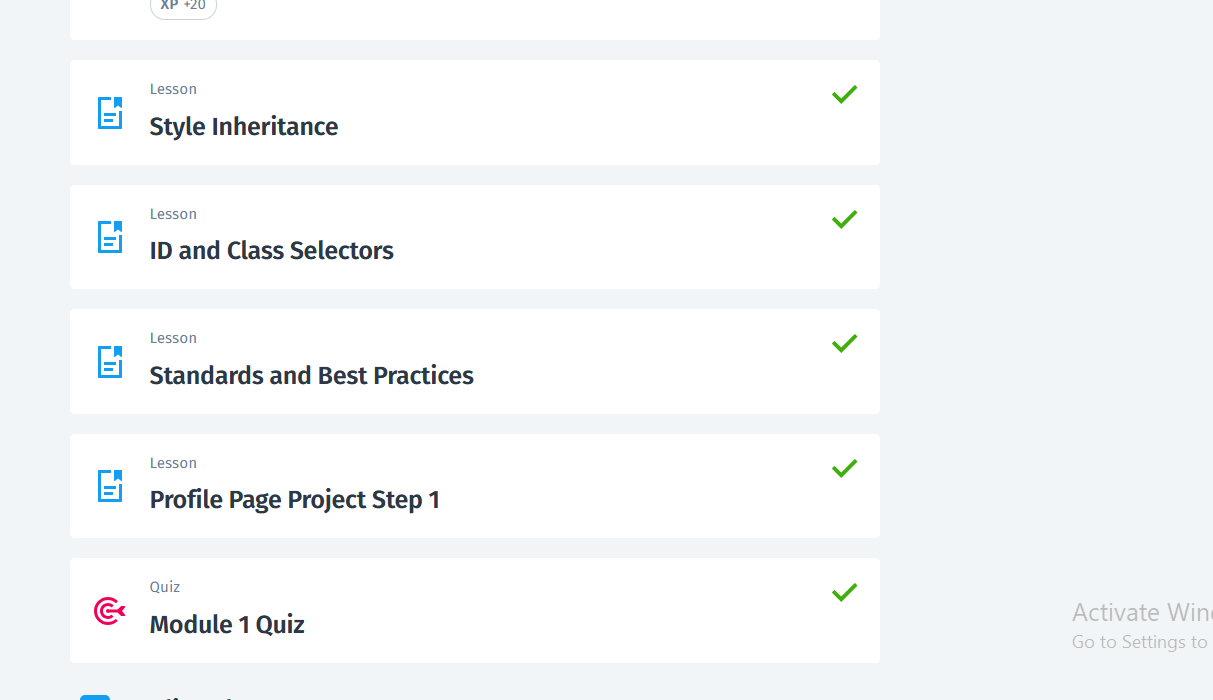 XP +20
Lesson
Style Inheritance
Lesson
ID and Class Selectors
Lesson
Standards and Best Practices
Lesson
Profile Page Project Step 1
Quiz
Module 1 Quiz
Activate Win
Go to Settings to